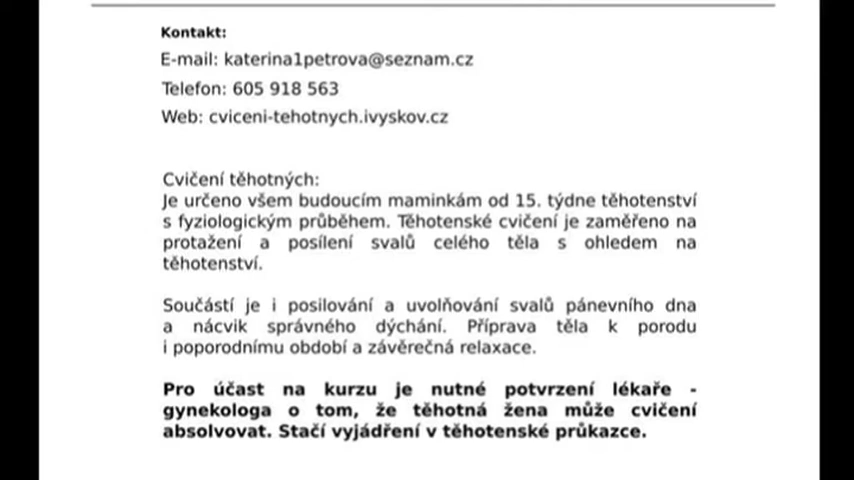 Kontakt:
E-mail: katerina1petrova@seznam.cz
Telefon: 605 918 563
Web: cviceni-tehotnych.ivyskov.cz
Cvičení těhotných:
Je určeno všem budoucím maminkám od 15. týdne těhotenství
s fyziologickým průběhem. Těhotenské cvičení je zaměřeno na
protažení a posílení svalů celého těla s ohledem na
těhotenství.
Součástí je i posilování a uvolňování svalů pánevního dna
a nácvik správného dýchání. Příprava těla k porodu
i poporodnímu období a závěrečná relaxace.
Pro účast na kurzu je nutné potvrzení lékaře -
gynekologa o tom, že těhotná žena může cvičení
absolvovat. Stačí vyjádření v těhotenské průkazce.